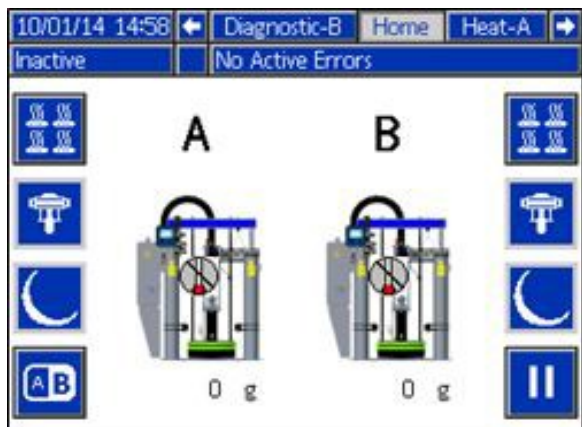 10/01/14 14:58 Diagnostic-B Home Heat-A
Inactive No Active Errors
A B
A B
0 g 0 g